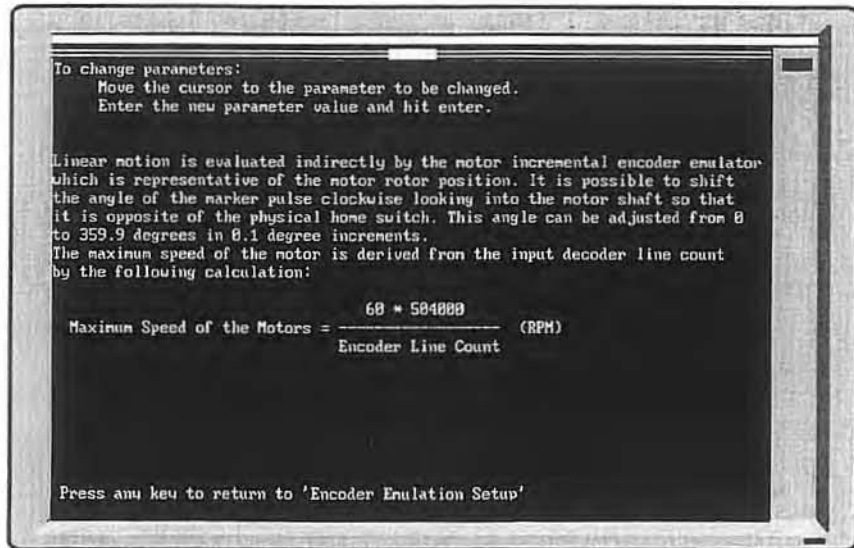 To change parameters:
Move the cursor to the parameter to be changed.
Enter the new parameter value and hit enter.
Linear motion is evaluated indirectly by the motor incremental encoder emulator
which is representative of the motor rotor position. It is possible to shift
the angle of the marker pulse clockwise looking into the motor shaft so that
it is opposite of the physical home switch. This angle can be adjusted from 0
to 359.9 degrees in 0.1 degree increments.
The maximum speed of the motor is derived from the input decoder line count
by the following calculation:
60 * 504000
Maximum Speed of the Motors = ---------------- (RPM)
Encoder Line Count
Press any key to return to 'Encoder Emulation Setup'